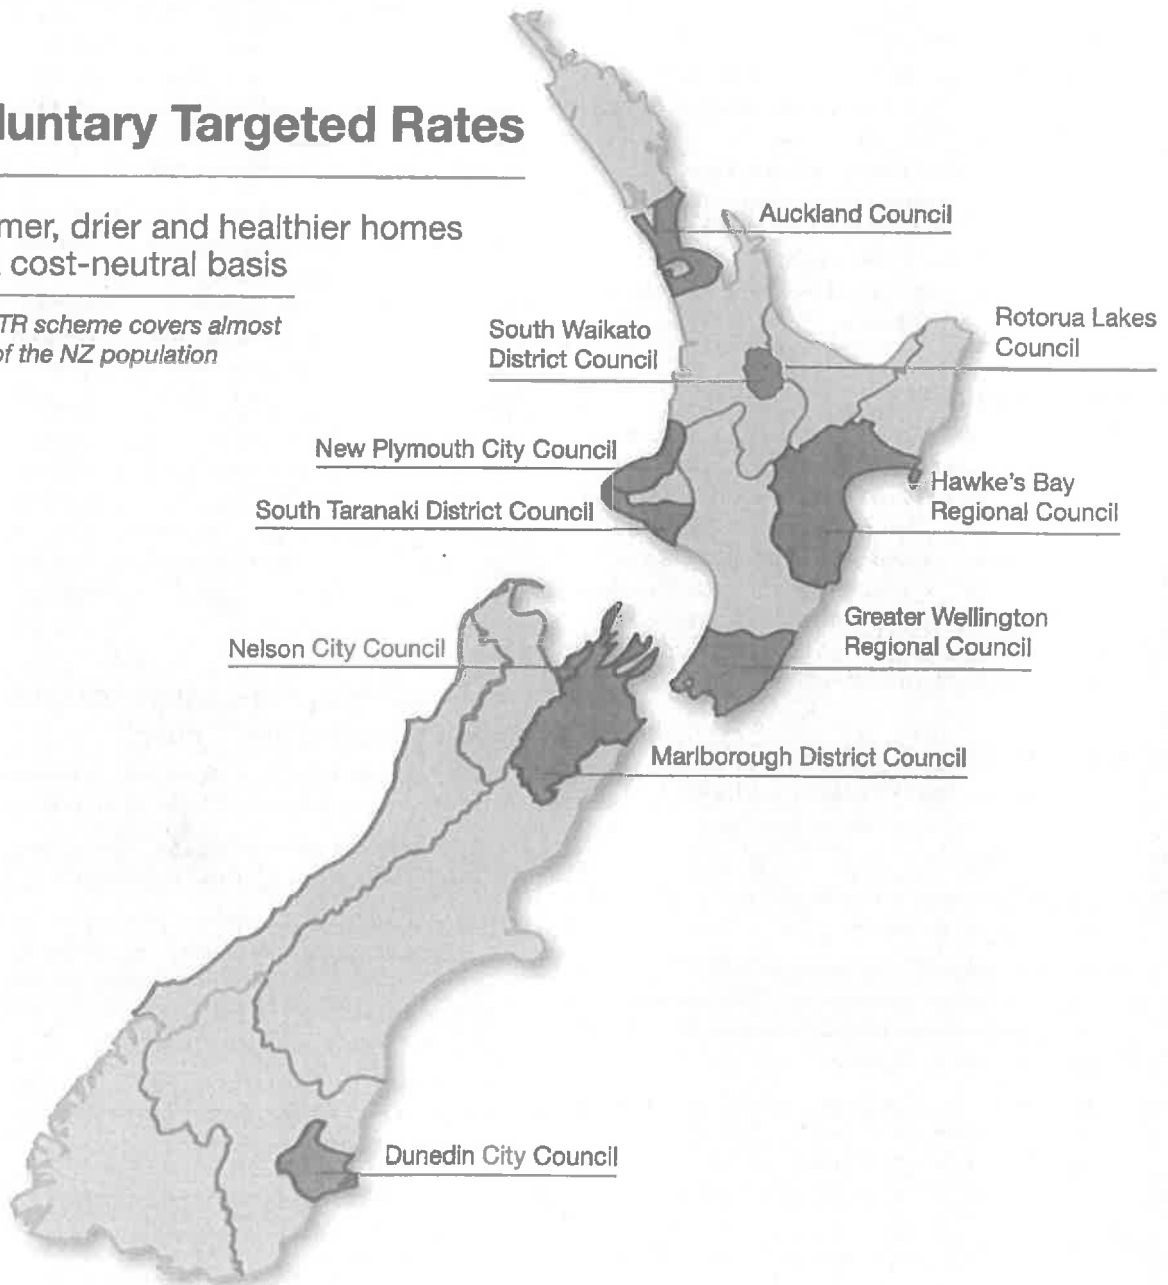 luntary Targeted Rates
mer, drier and healthier homes
cost-neutral basis
TR scheme covers almost
of the NZ population
Auckland Council
South Waikato
District Council
Rotorua Lakes
Council
New Plymouth City Council
South Taranaki District Council
Hawke's Bay
Regional Council
Nelson City Council
Greater Wellington
Regional Council
Marlborough District Council
Dunedin City Council